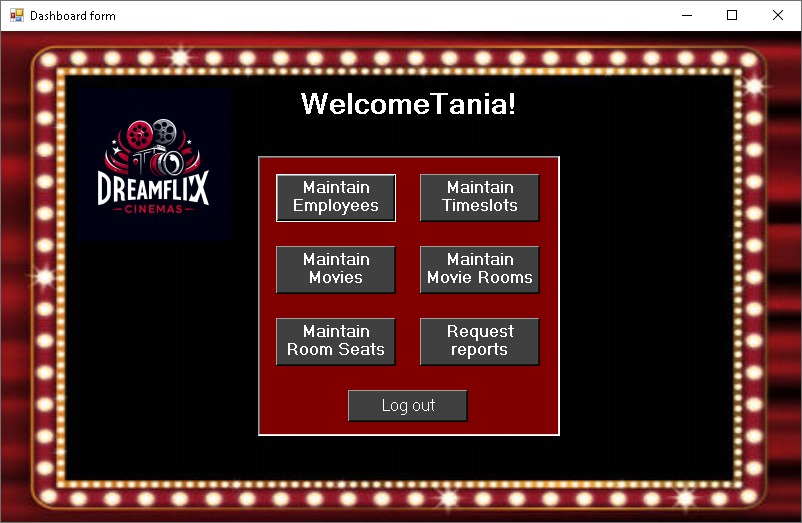 Dashboard form
WelcomeTania!
DREAMFLIX
CINEMAS
Maintain
Employees
Maintain
Timeslots
Maintain
Movies
Maintain
Movie Rooms
Maintain
Room Seats
Request
reports
Log out